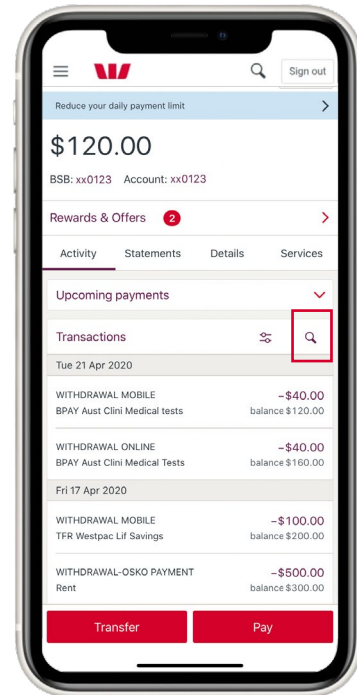 Sign out
Reduce your daily payment limit
$120.00
BSB: xx0123 Account: xx0123
Rewards & Offers 2
Activity Statements Details Services
Upcoming payments
Transactions
Tue 21 Apr 2020
WITHDRAWAL MOBILE -$40.00
BPAY Aust Clini Medical tests balance $120.00
WITHDRAWAL ONLINE -$40.00
BPAY Aust Clini Medical Tests balance $160.00
Fri 17 Apr 2020
WITHDRAWAL MOBILE -$100.00
TFR Westpac Lif Savings balance $200.00
WITHDRAWAL-OSKO PAYMENT -$500.00
Rent balance $300.00
Transfer Pay